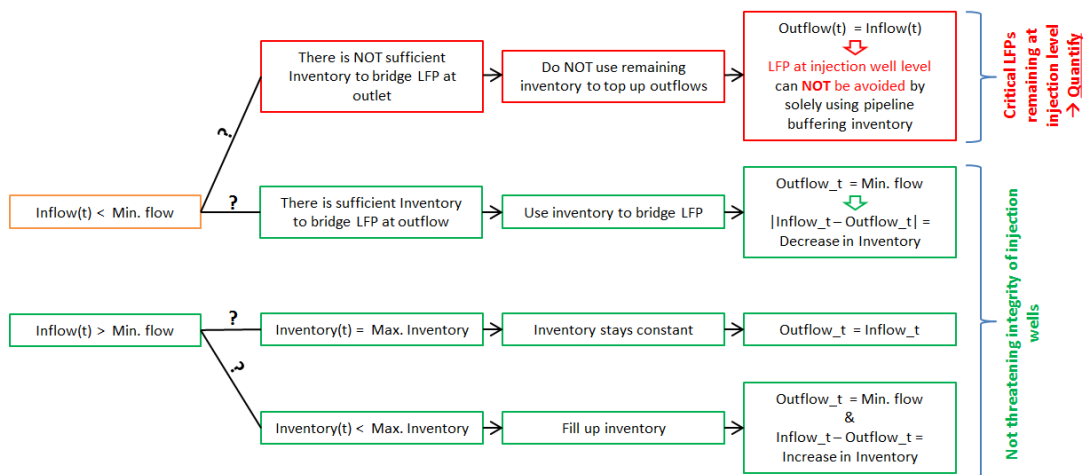 There is NOT sufficient
Inventory to bridge LFP at
outlet
Do NOT use remaining
inventory to top up outflows
Outflow(t) = Inflow(t)
LFP at injection well level
can NOT be avoided by
solely using pipeline
buffering inventory
Critical LFPs
remaining at
injection level
→ Quantify
?
Inflow(t) < Min. flow
?
There is sufficient Inventory
to bridge LFP at outflow
Use inventory to bridge LFP
Outflow_t = Min. flow
|Inflow_t – Outflow_t| =
Decrease in Inventory
Inflow(t) > Min. flow
?
Inventory(t) = Max. Inventory
Inventory stays constant
Outflow_t = Inflow_t
?
Inventory(t) < Max. Inventory
Fill up inventory
Outflow_t = Min. flow
&
Inflow_t – Outflow_t =
Increase in Inventory
Not threatening integrity of injection
wells